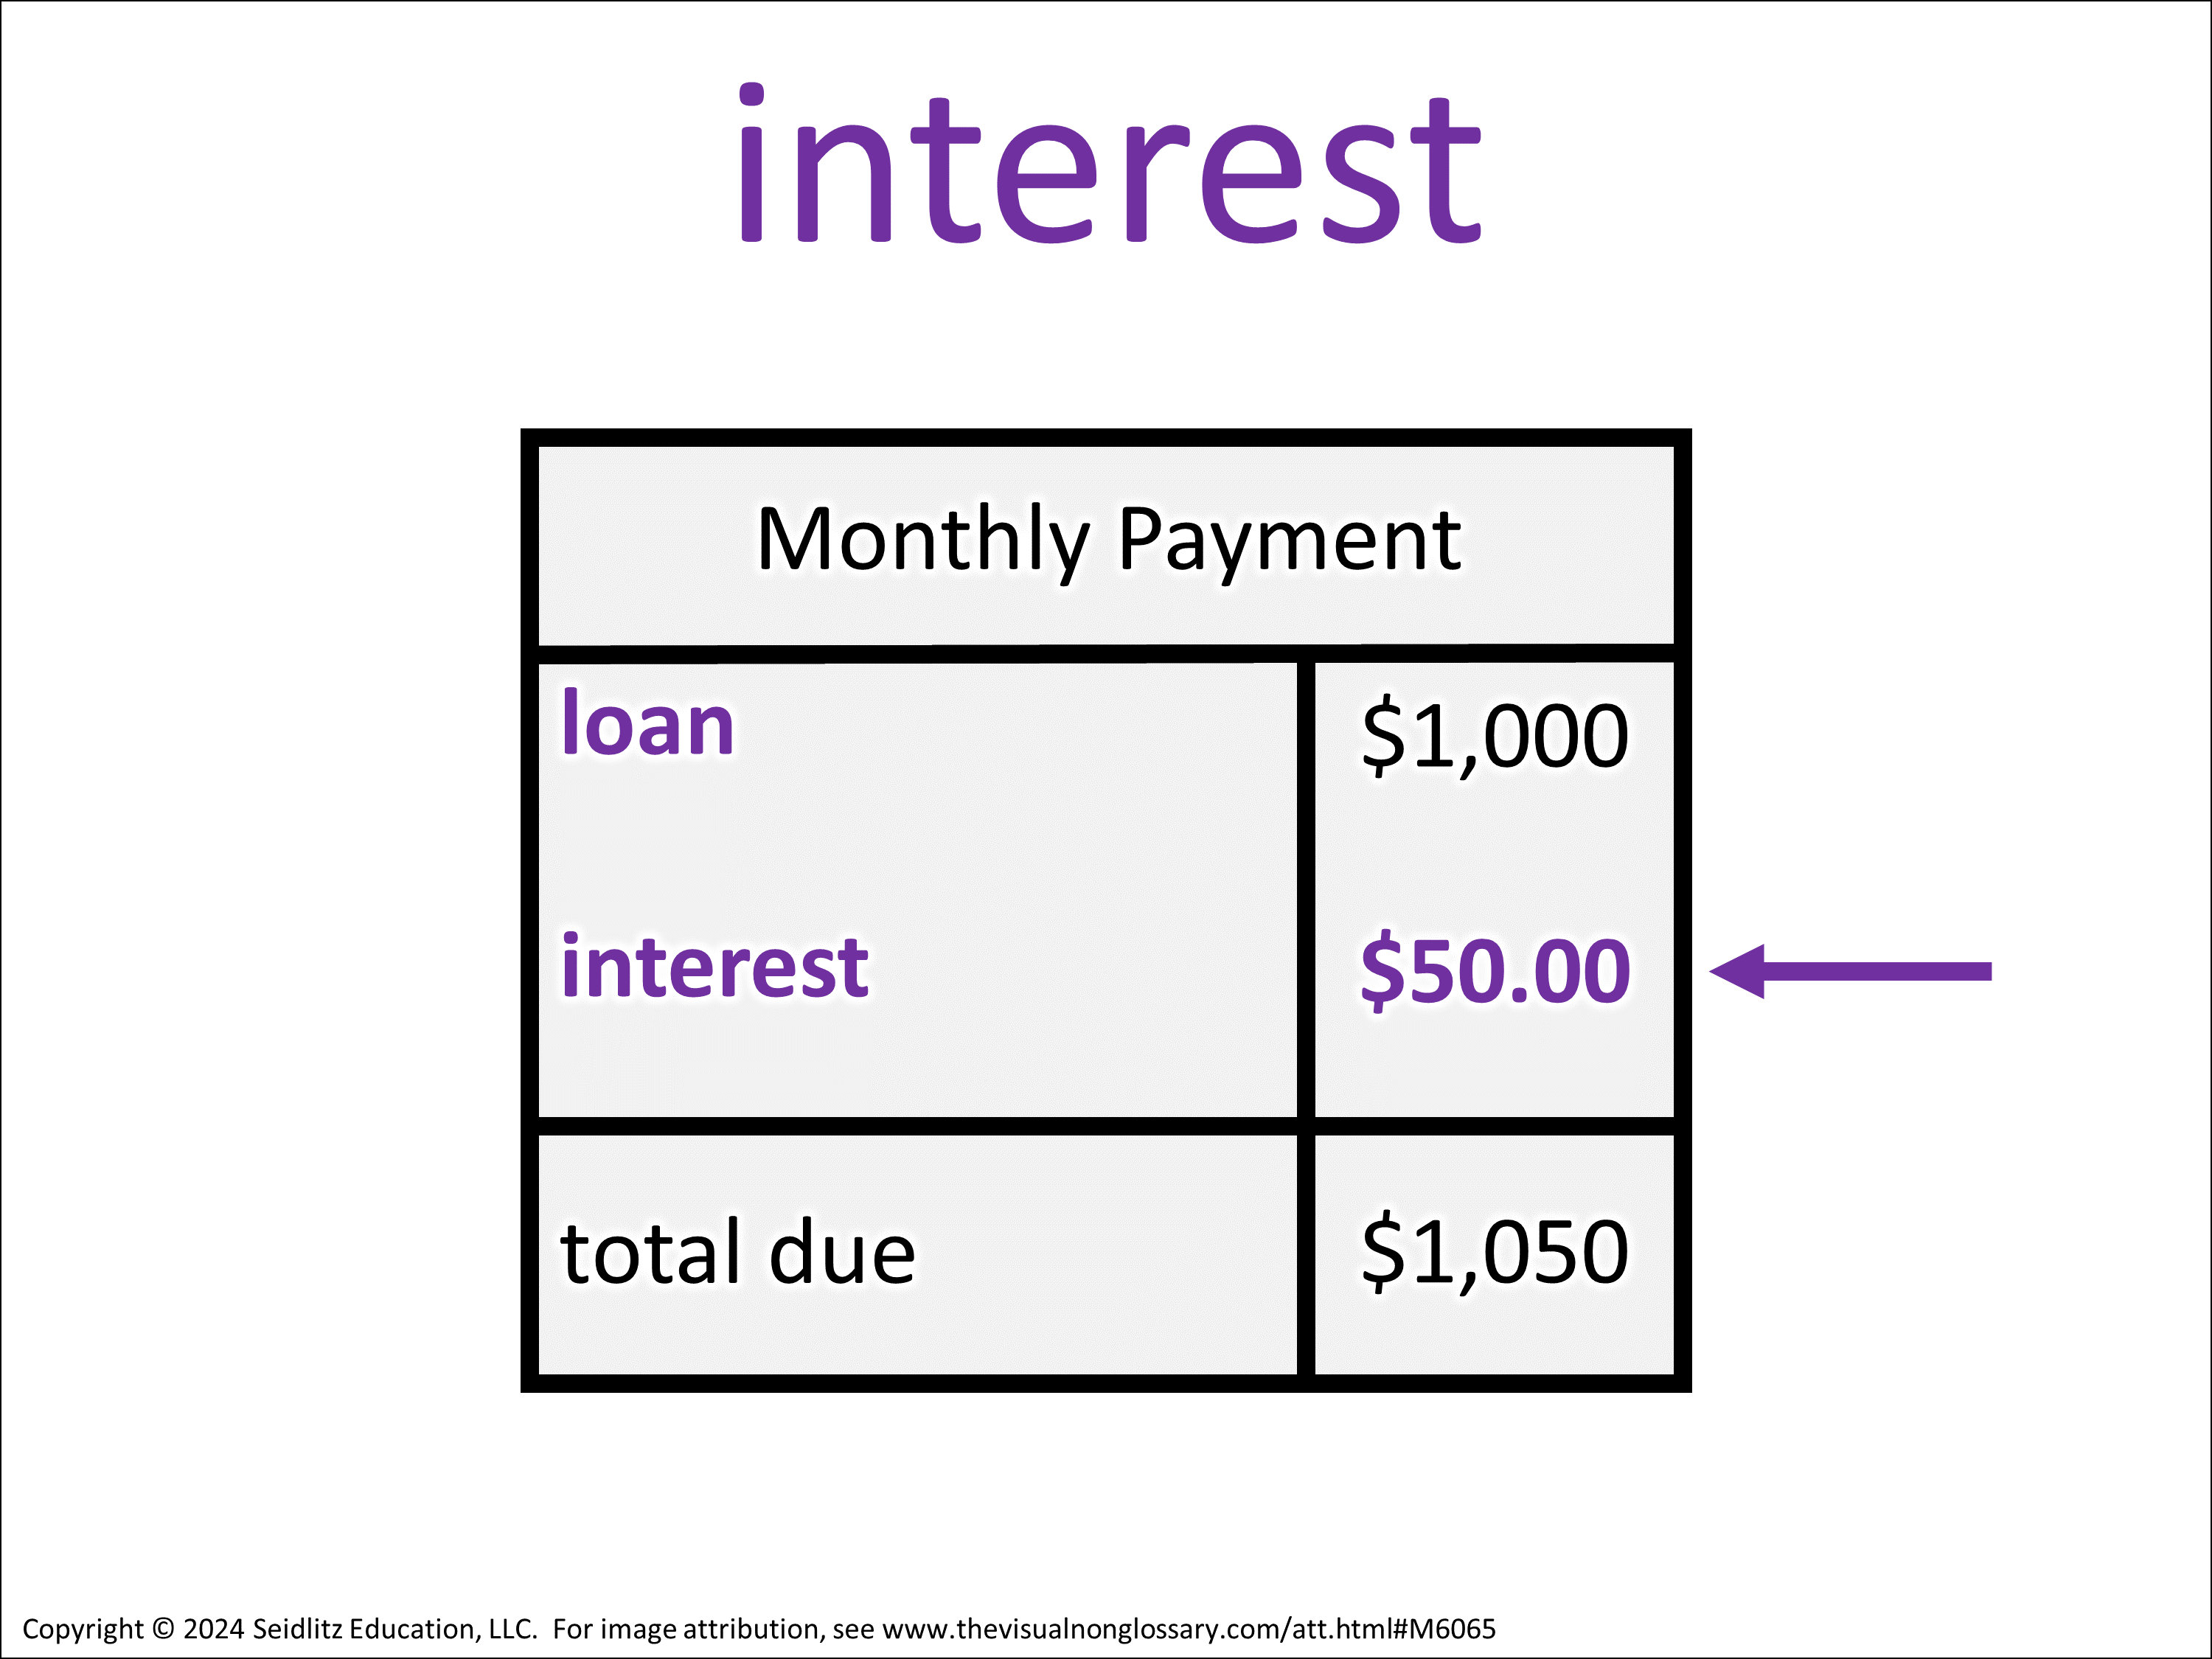 interest
Monthly Payment
loan $1,000
interest $50.00
total due $1,050
Copyright © 2024 Seidlitz Education, LLC.  For image attribution, see www.thevisualnonglossary.com/att.html#M6065